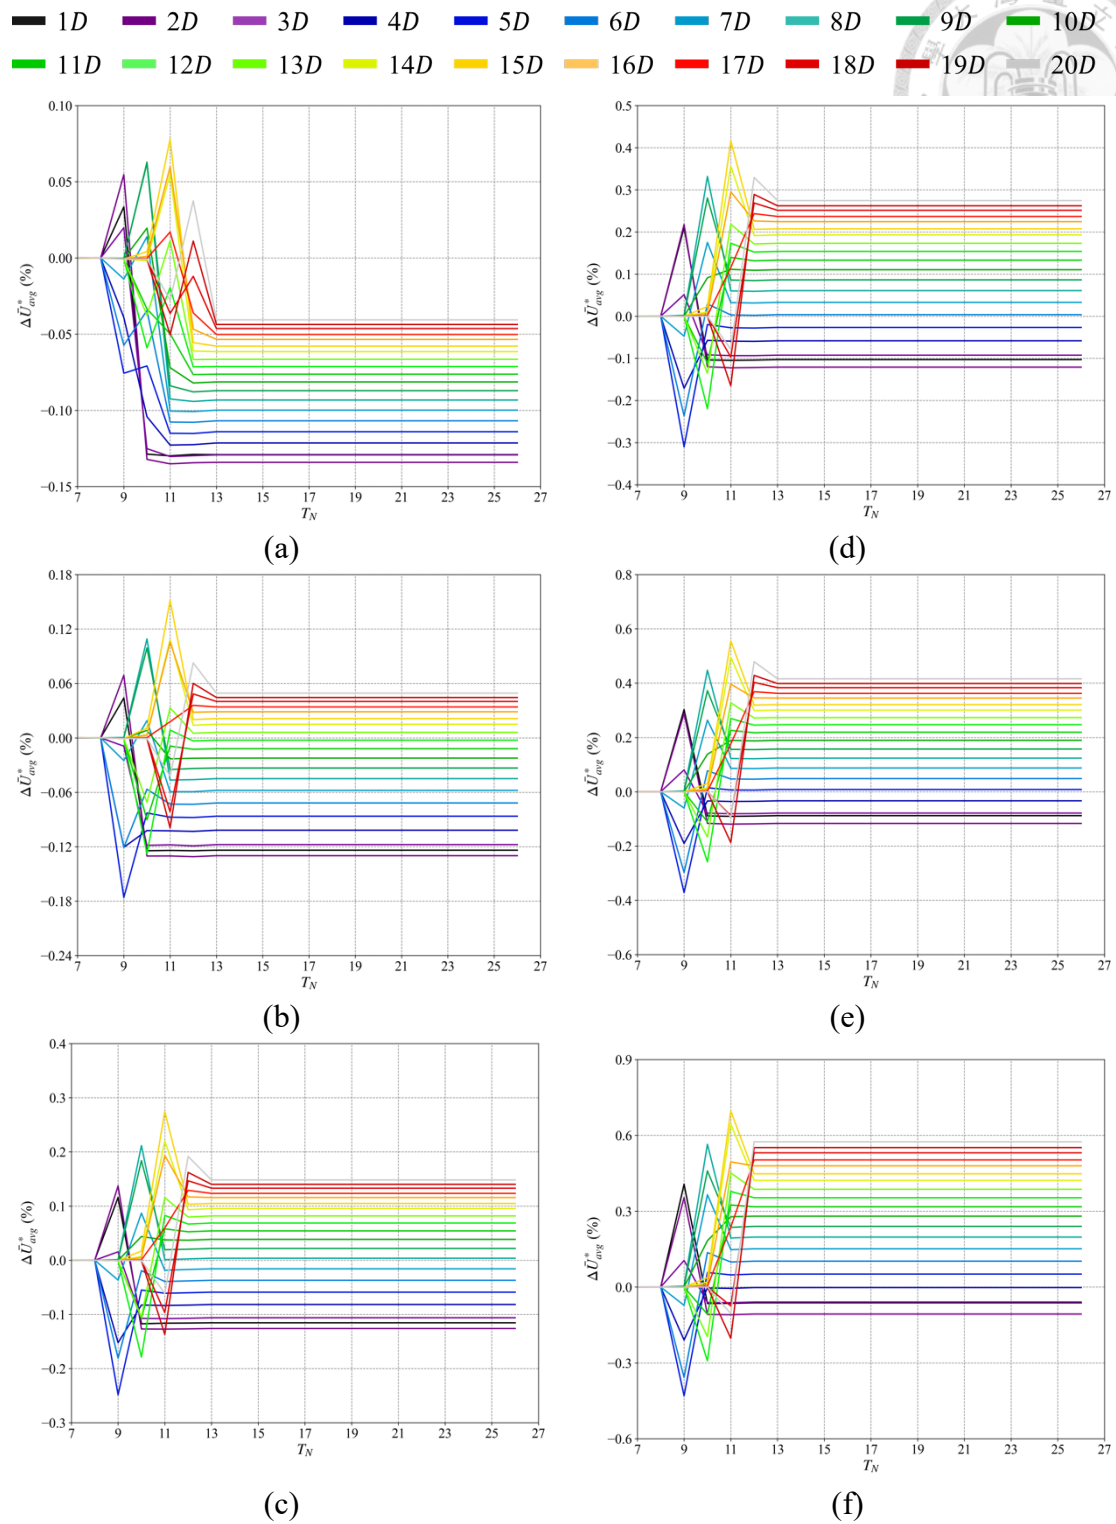 1D 2D 3D 4D 5D 6D 7D 8D 9D 10D
11D 12D 13D 14D 15D 16D 17D 18D 19D 20D
0.10
0.05
0.00
−0.05
−0.10
−0.15
ΔŪ*avg (%)
7 9 11 13 15 17 19 21 23 25 27
T_N
(a)
0.5
0.4
0.3
0.2
0.1
0.0
−0.1
−0.2
−0.3
−0.4
ΔŪ*avg (%)
7 9 11 13 15 17 19 21 23 25 27
T_N
(d)
0.18
0.12
0.06
0.00
−0.06
−0.12
−0.18
−0.24
ΔŪ*avg (%)
7 9 11 13 15 17 19 21 23 25 27
T_N
(b)
0.8
0.6
0.4
0.2
0.0
−0.2
−0.4
−0.6
ΔŪ*avg (%)
7 9 11 13 15 17 19 21 23 25 27
T_N
(e)
0.4
0.3
0.2
0.1
0.0
−0.1
−0.2
−0.3
ΔŪ*avg (%)
7 9 11 13 15 17 19 21 23 25 27
T_N
(c)
0.9
0.6
0.3
0.0
−0.3
−0.6
ΔŪ*avg (%)
7 9 11 13 15 17 19 21 23 25 27
T_N
(f)